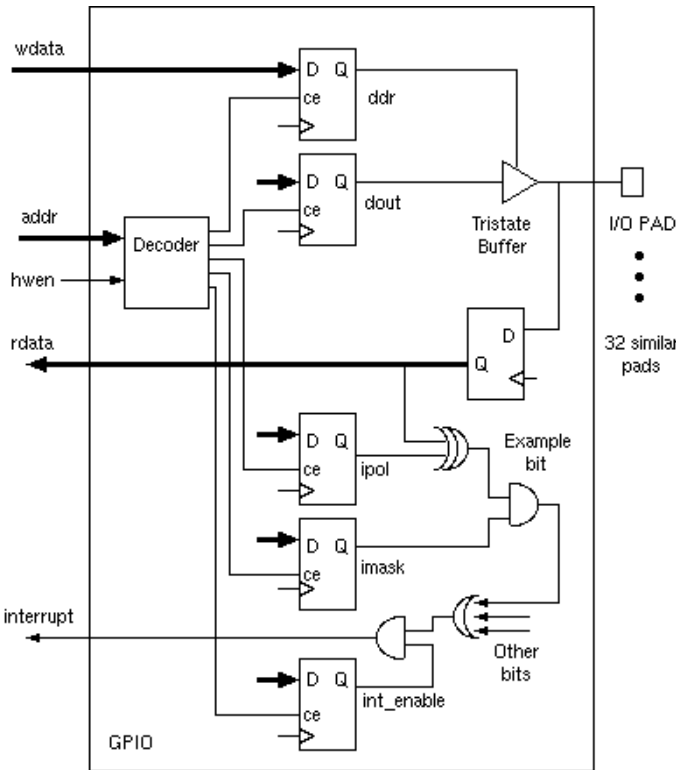 wdata
D Q
ce
ddr
D Q
ce
dout
addr
Decoder
hwen
Tristate
Buffer
I/O PAD
rdata
D
Q
32 similar
pads
D Q
ce
ipol
Example
bit
D Q
ce
imask
interrupt
Other
bits
D Q
ce
int_enable
GPIO